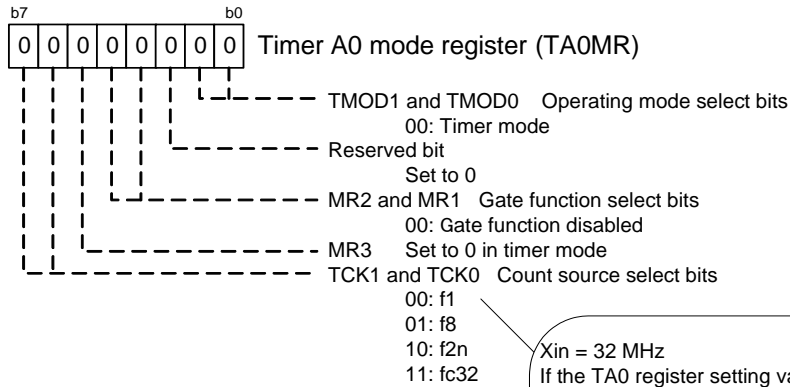 b7 b0
0 0 0 0 0 0 0 0 Timer A0 mode register (TA0MR)
TMOD1 and TMOD0 Operating mode select bits
00: Timer mode
Reserved bit
Set to 0
MR2 and MR1 Gate function select bits
00: Gate function disabled
MR3 Set to 0 in timer mode
TCK1 and TCK0 Count source select bits
00: f1
01: f8
10: f2n
11: fc32
Xin = 32 MHz
If the TA0 register setting va